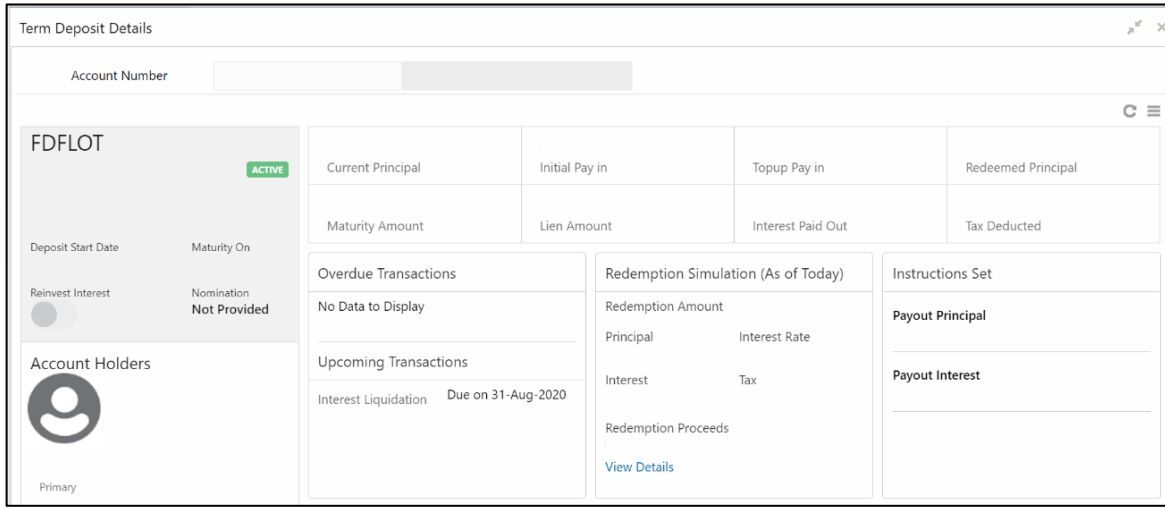 Term Deposit Details
Account Number
FDFLOT
ACTIVE
Deposit Start Date Maturity On
Reinvest Interest Nomination
Not Provided
Account Holders
Primary
Current Principal Initial Pay in Topup Pay in Redeemed Principal
Maturity Amount Lien Amount Interest Paid Out Tax Deducted
Overdue Transactions
No Data to Display
Upcoming Transactions
Interest Liquidation Due on 31-Aug-2020
Redemption Simulation (As of Today)
Redemption Amount
Principal Interest Rate
Interest Tax
Redemption Proceeds
View Details
Instructions Set
Payout Principal
Payout Interest